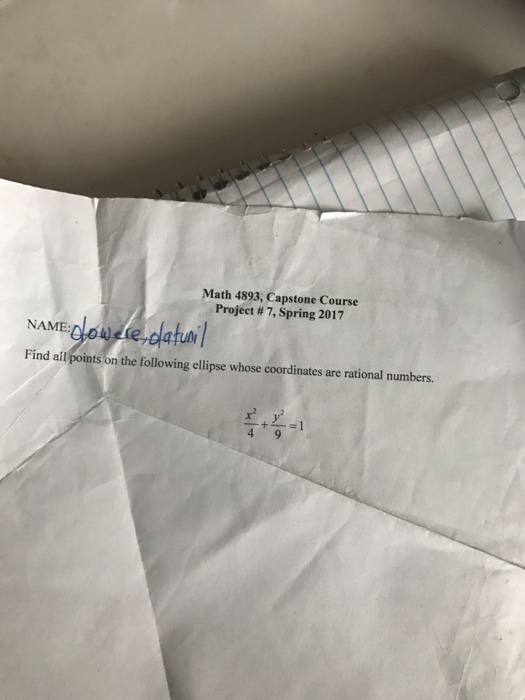 Math 4893, Capstone Course
Project # 7, Spring 2017
NAME:
Find all points on the following ellipse whose coordinates are rational numbers.
x²/4 + y²/9 = 1